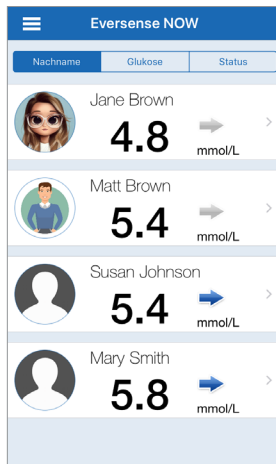 Eversense NOW
Nachname Glukose Status
Jane Brown
4.8
mmol/L
Matt Brown
5.4
mmol/L
Susan Johnson
5.4
mmol/L
Mary Smith
5.8
mmol/L